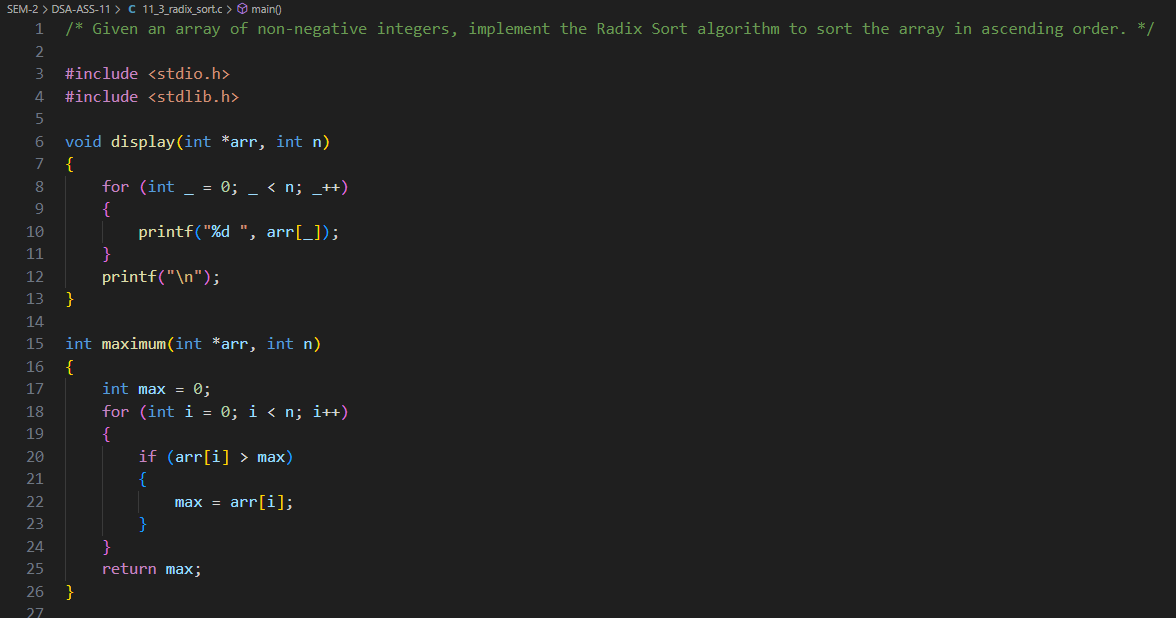 SEM-2 > DSA-ASS-11 > C 11_3_radix_sort.c > main()
1 /* Given an array of non-negative integers, implement the Radix Sort algorithm to sort the array in ascending order. */
2
3 #include <stdio.h>
4 #include <stdlib.h>
5
6 void display(int *arr, int n)
7 {
8     for (int _ = 0; _ < n; _++)
9     {
10         printf("%d ", arr[_]);
11     }
12     printf("\n");
13 }
14
15 int maximum(int *arr, int n)
16 {
17     int max = 0;
18     for (int i = 0; i < n; i++)
19     {
20         if (arr[i] > max)
21         {
22             max = arr[i];
23         }
24     }
25     return max;
26 }
27